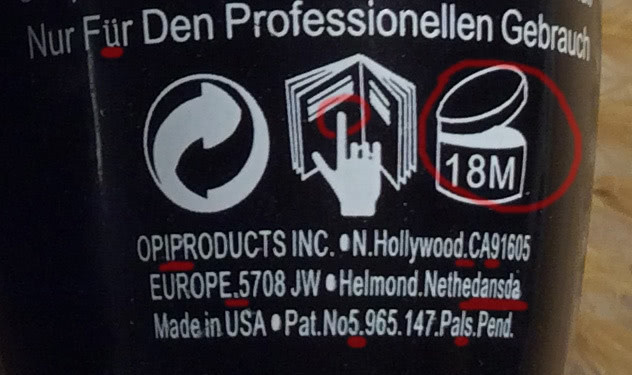 Nur Für Den Professionellen Gebrauch
18M
OPIPRODUCTS INC. • N.Hollywood.CA91605
EUROPE.5708 JW • Helmond.Nethedansda
Made in USA • Pat.No5.965.147.Pals.Pend.